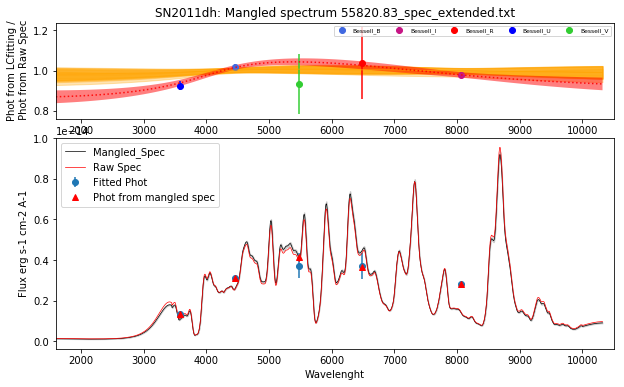 SN2011dh: Mangled spectrum 55820.83_spec_extended.txt
Phot from LCfitting /
Phot from Raw Spec
1.2
1.0
0.8
Bessell_B
Bessell_I
Bessell_R
Bessell_U
Bessell_V
2000 3000 4000 5000 6000 7000 8000 9000 10000
1e-14
Flux erg s-1 cm-2 A-1
1.0
0.8
0.6
0.4
0.2
0.0
Mangled_Spec
Raw Spec
Fitted Phot
Phot from mangled spec
2000 3000 4000 5000 6000 7000 8000 9000 10000
Wavelenght